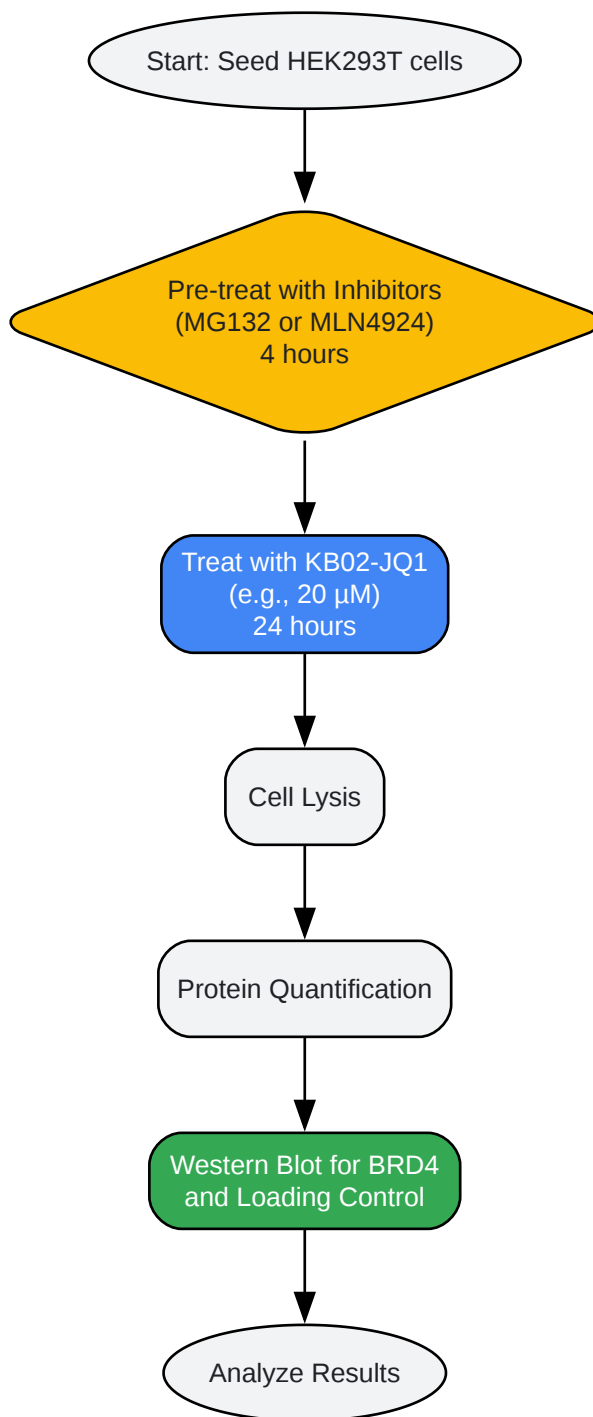 Start: Seed HEK293T cells
Pre-treat with Inhibitors
(MG132 or MLN4924)
4 hours
Treat with KB02-JQ1
(e.g., 20 µM)
24 hours
Cell Lysis
Protein Quantification
Western Blot for BRD4
and Loading Control
Analyze Results